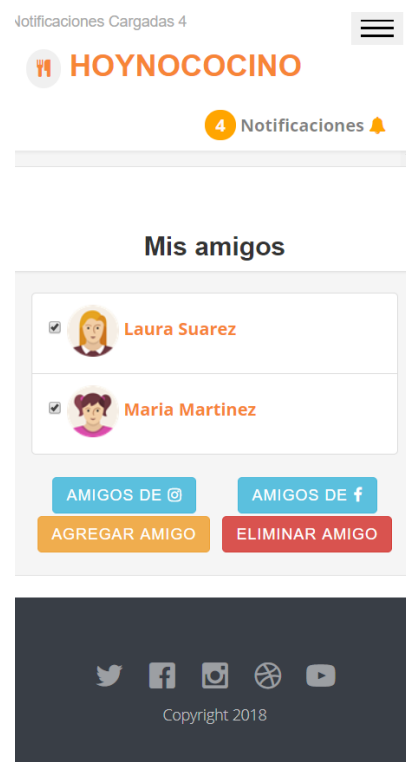 Notificaciones Cargadas 4
HOYNOCOCINO
4 Notificaciones
Mis amigos
Laura Suarez
Maria Martinez
AMIGOS DE
AMIGOS DE
AGREGAR AMIGO
ELIMINAR AMIGO
Copyright 2018